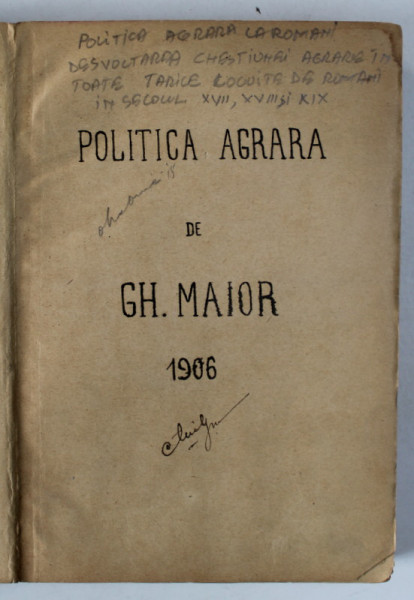 POLITICA AGRARA LA ROMANI
DESVOLTAREA CHESTIUNEI AGRARE IN
TOATE TARILE LOCUITE DE ROMANI
IN SECOLUL XVII, XVIII SI XIX
POLITICA AGRARA
DE
GH. MAIOR
1906